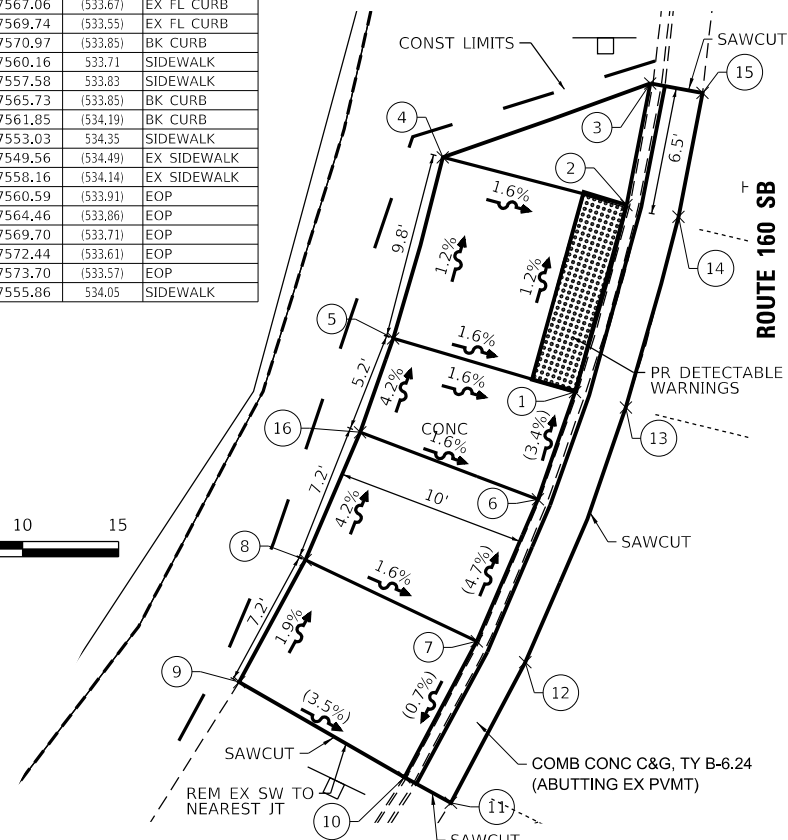 7567.06 (533.67) EX FL CURB
7569.74 (533.55) EX FL CURB
7570.97 (533.85) BK CURB
7560.16 533.71 SIDEWALK
7557.58 533.83 SIDEWALK
7565.73 (533.85) BK CURB
7561.85 (534.19) BK CURB
7553.03 534.35 SIDEWALK
7549.56 (534.49) EX SIDEWALK
7558.16 (534.14) EX SIDEWALK
7560.59 (533.91) EOP
7564.46 (533.86) EOP
7569.70 (533.71) EOP
7572.44 (533.61) EOP
7573.70 (533.57) EOP
7555.86 534.05 SIDEWALK
CONST LIMITS
SAWCUT
15
3
4
6.5'
2
1.6%
ROUTE 160 SB
9.8'
1.2%
1.2%
14
5
1.6%
PR DETECTABLE
WARNINGS
5.2'
4.2%
1.6%
1
13
16
CONC
1.6%
(3.4%)
10 15
7.2'
10'
6
4.2%
SAWCUT
8
1.6%
(4.7%)
7.2'
1.9%
7
9
12
(0.7%)
(3.5%)
SAWCUT
COMB CONC C&G, TY B-6.24
(ABUTTING EX PVMT)
REM EX SW TO
NEAREST JT
10
11
SAWCUT